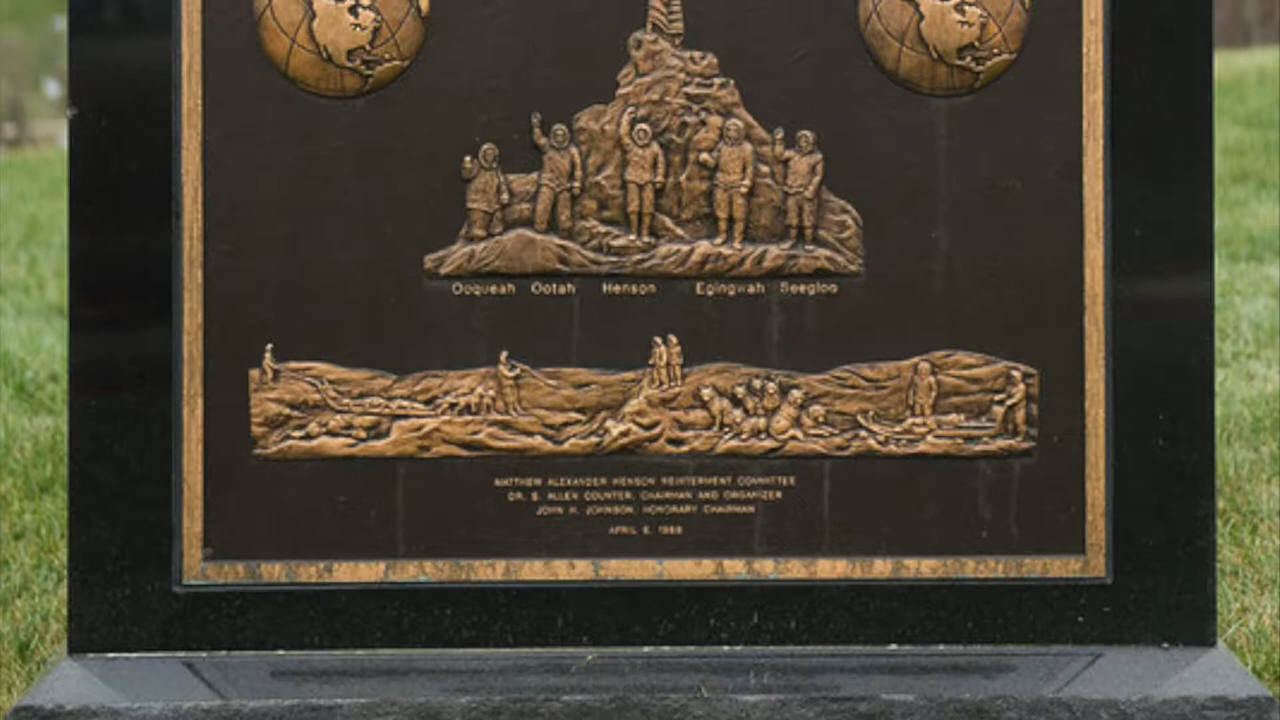 Ooqueah Ootah Henson Egingwah Seegloo
MATTHEW ALEXANDER HENSON REINTERMENT COMMITTEE
DR. S. ALLEN COUNTER, CHAIRMAN AND ORGANIZER
JOHN H. JOHNSON, HONORARY CHAIRMAN
APRIL 6, 1988